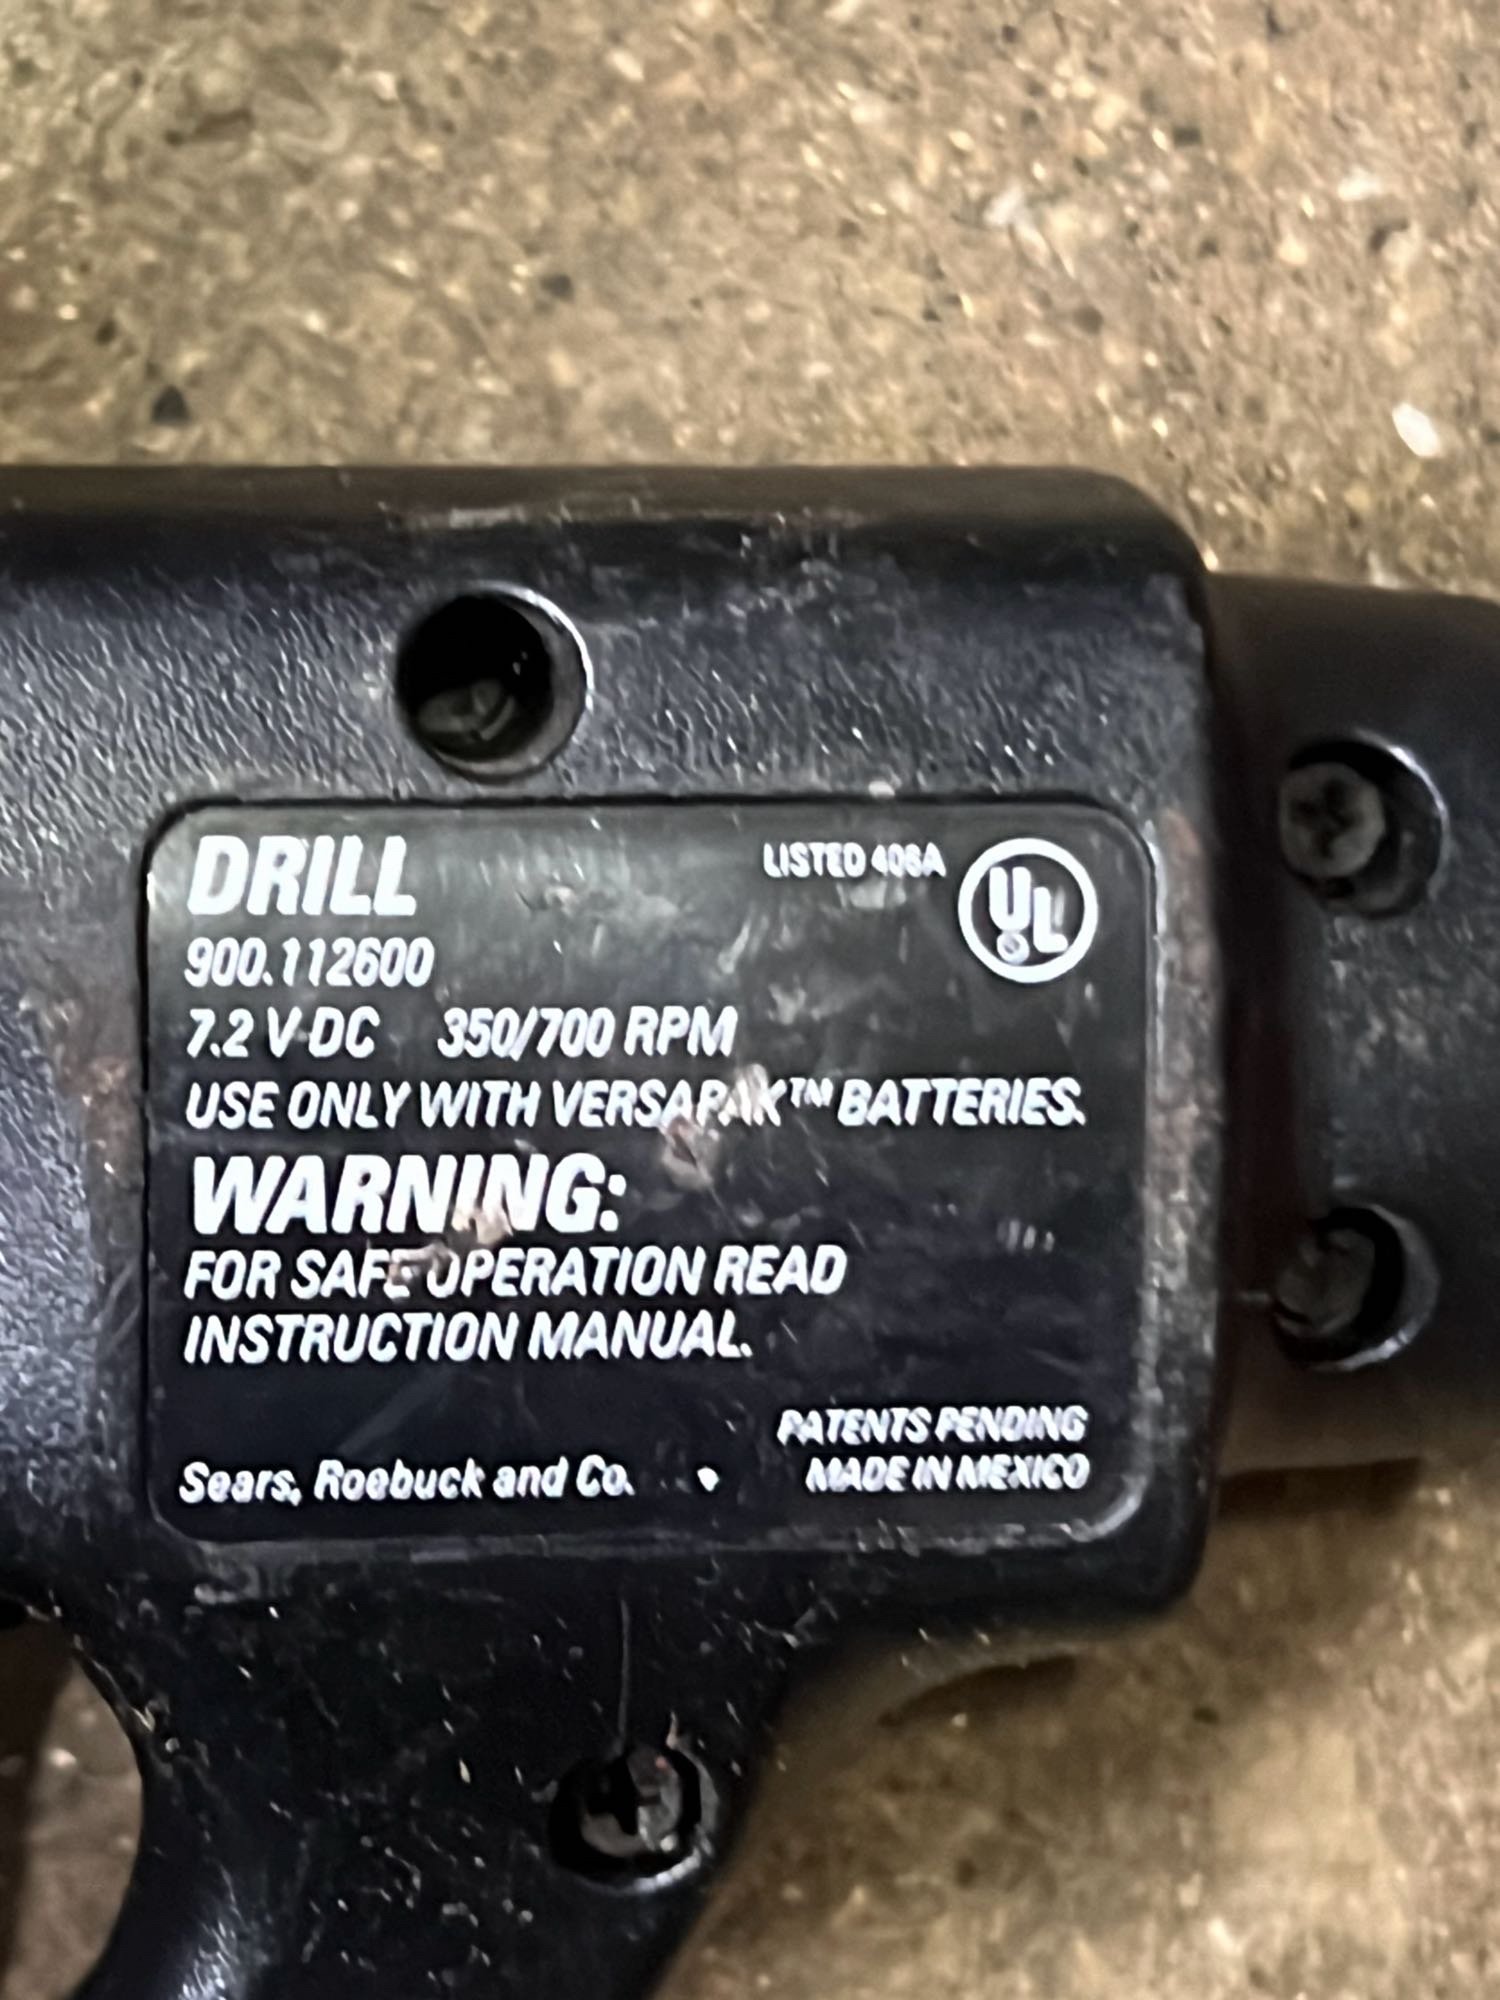 DRILL
LISTED 406A
UL
®
900.112600
7.2 V DC 350/700 RPM
USE ONLY WITH VERSAPAK™ BATTERIES.
WARNING:
FOR SAFE OPERATION READ
INSTRUCTION MANUAL.
PATENTS PENDING
Sears, Roebuck and Co.
MADE IN MEXICO